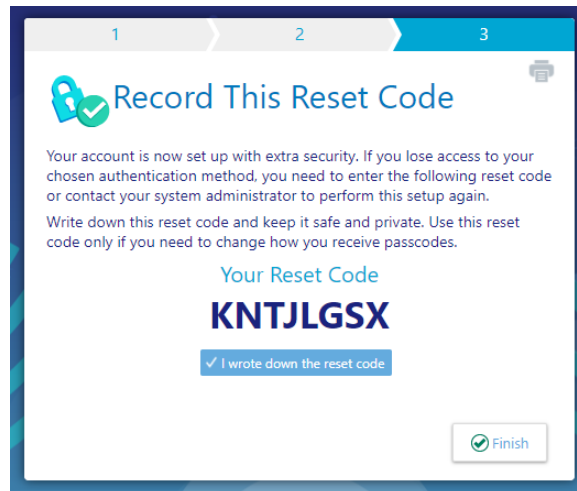 1
2
3
Record This Reset Code
Your account is now set up with extra security. If you lose access to your
chosen authentication method, you need to enter the following reset code
or contact your system administrator to perform this setup again.
Write down this reset code and keep it safe and private. Use this reset
code only if you need to change how you receive passcodes.
Your Reset Code
KNTJLGSX
I wrote down the reset code
Finish